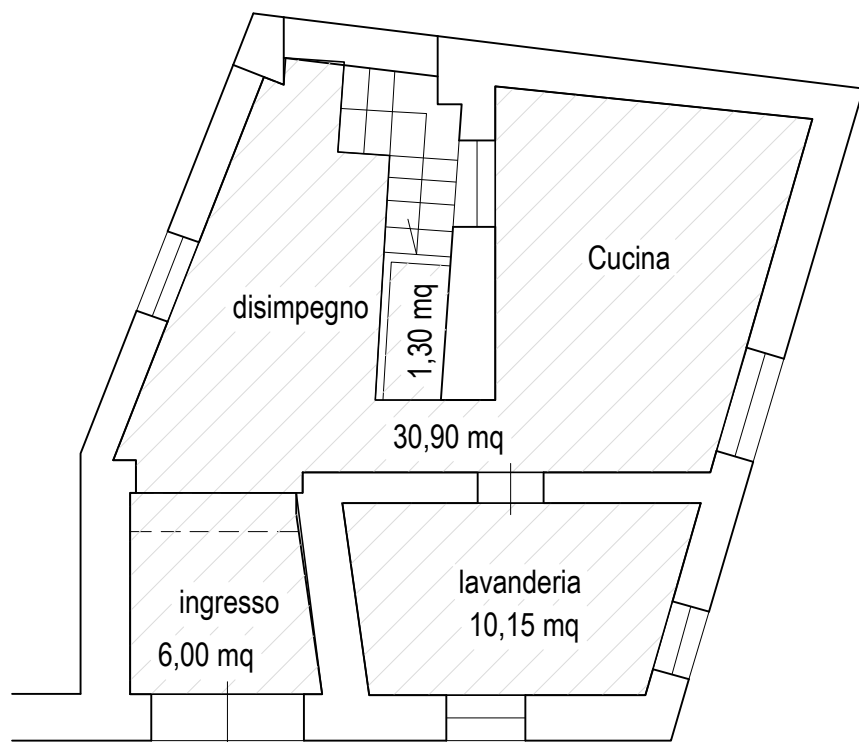 Cucina
disimpegno
1,30 mq
30,90 mq
lavanderia
10,15 mq
ingresso
6,00 mq